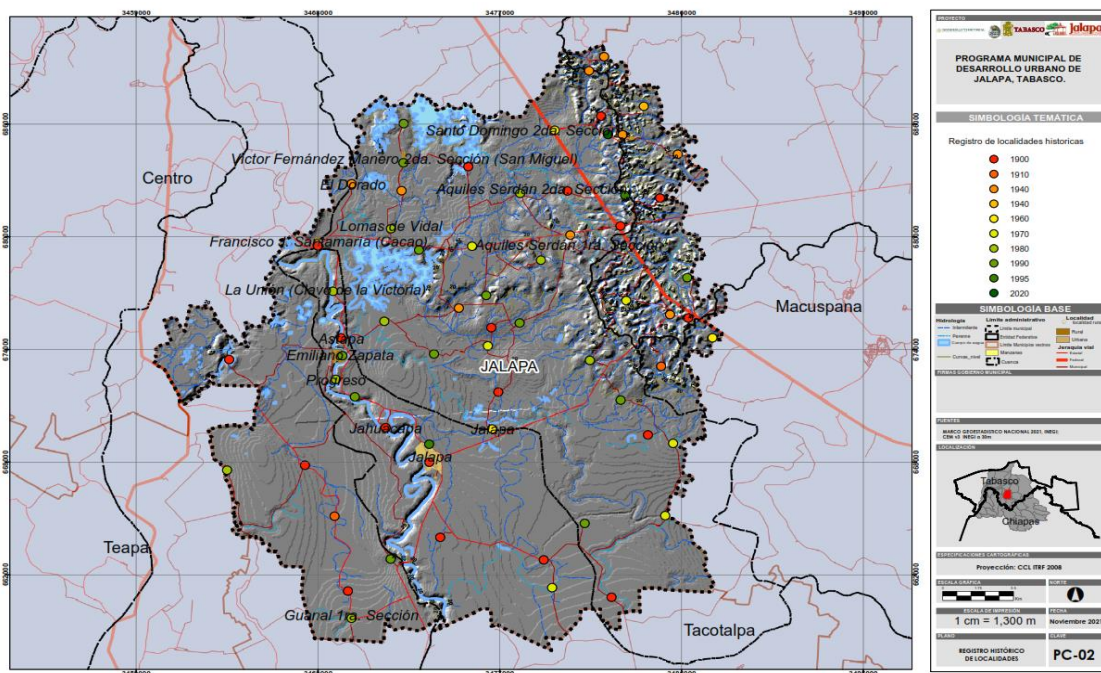 Centro
Macuspana
Teapa
Tacotalpa
JALAPA
Santo Domingo 2da. Sección
Victor Fernández Manero 2da. Sección (San Miguel)
El Dorado
Aquiles Serdán 2da. Sección
Lomas de Vidal
Francisco J. Santamaría (Cacao)
Aquiles Serdán 1ra. Sección
La Unión (Clave de la Victoria)
Astapa
Emiliano Zapata
Progreso
Jahuacapa
Jalapa
Jalapa
Guanal 1ra. Sección
PROYECTO
TABASCO
Jalapa
PROGRAMA MUNICIPAL DE
DESARROLLO URBANO DE
JALAPA, TABASCO.
SIMBOLOGÍA TEMÁTICA
Registro de localidades historicas
1900
1910
1940
1940
1960
1970
1980
1990
1995
2020
SIMBOLOGÍA BASE
Hidrología
Intermitente
Perenne
Cuerpo de agua
Curvas_nivel
Límite administrativo
Límite municipal
Entidad Federativa
Límite Municipios vecinos
Manzanas
Cuenca
Localidad
Rural
Urbana
Jerarquía vial
Estatal
Federal
Municipal
FIRMAS GOBIERNO MUNICIPAL
FUENTES
MARCO GEOESTADÍSTICO NACIONAL 2021, INEGI;
CEM v3 INEGI a 30m
LOCALIZACIÓN
Tabasco
Chiapas
ESPECIFICACIONES CARTOGRÁFICAS
Proyección: CCL ITRF 2008
ESCALA GRÁFICA
NORTE
ESCALA DE IMPRESIÓN
1 cm = 1,300 m
FECHA
Noviembre 2021
PLANO
REGISTRO HISTÓRICO
DE LOCALIDADES
CLAVE
PC-02